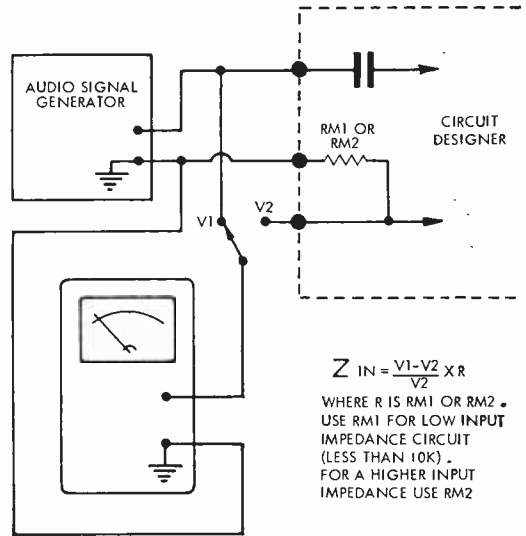 AUDIO SIGNAL
GENERATOR
RM1 OR
RM2
CIRCUIT
DESIGNER
V1
V2
Z IN = V1-V2 / V2 X R
WHERE R IS RM1 OR RM2.
USE RM1 FOR LOW INPUT
IMPEDANCE CIRCUIT
(LESS THAN 10K).
FOR A HIGHER INPUT
IMPEDANCE USE RM2